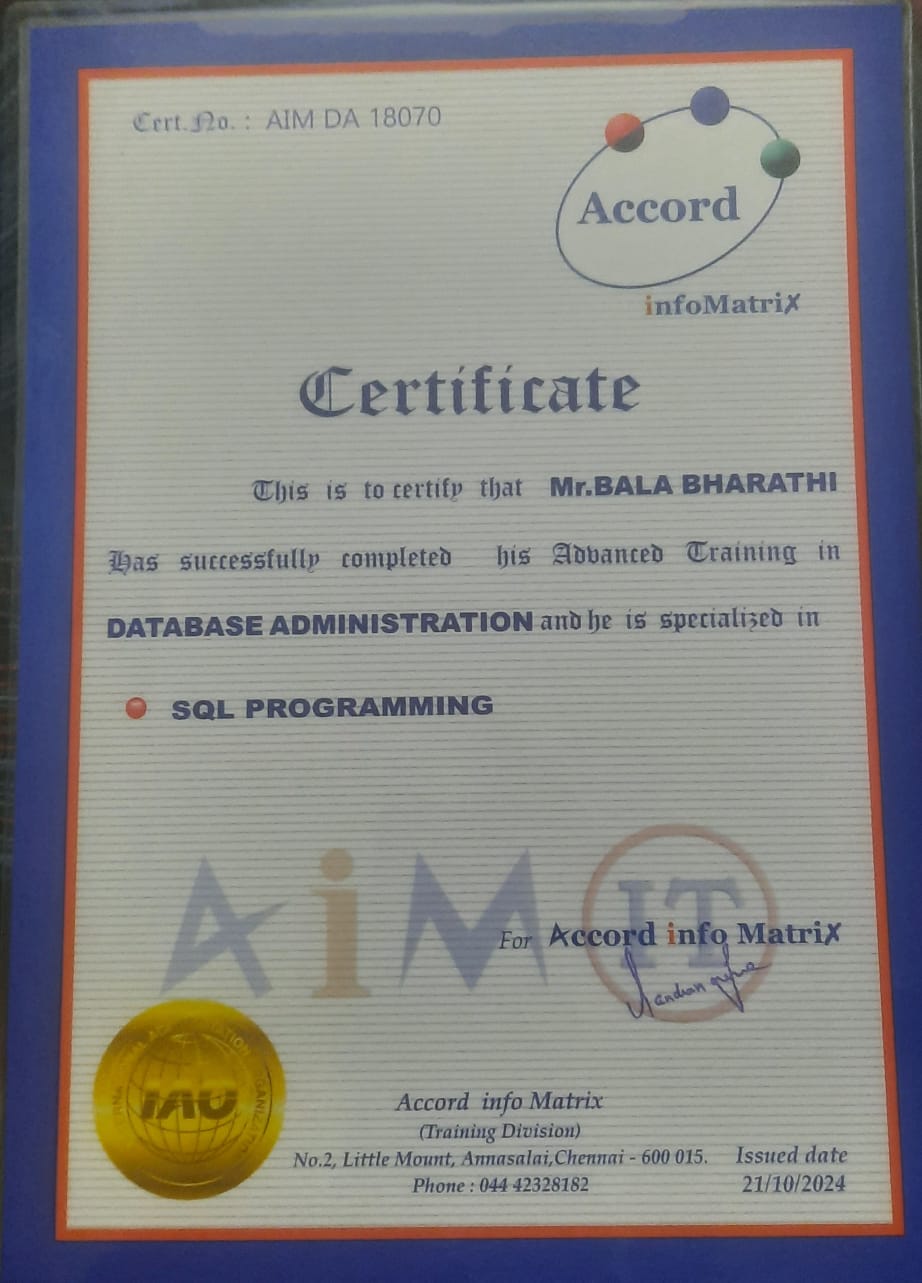 Cert.No. : AIM DA 18070
Accord
infoMatriX
Certificate
This is to certify that Mr.BALA BHARATHI
Has successfully completed his Advanced Training in
DATABASE ADMINISTRATION and he is specialized in
SQL PROGRAMMING
AiM IT
For Accord info MatriX
IAO
Accord info Matrix
(Training Division)
No.2, Little Mount, Annasalai,Chennai - 600 015.
Phone : 044 42328182
Issued date
21/10/2024